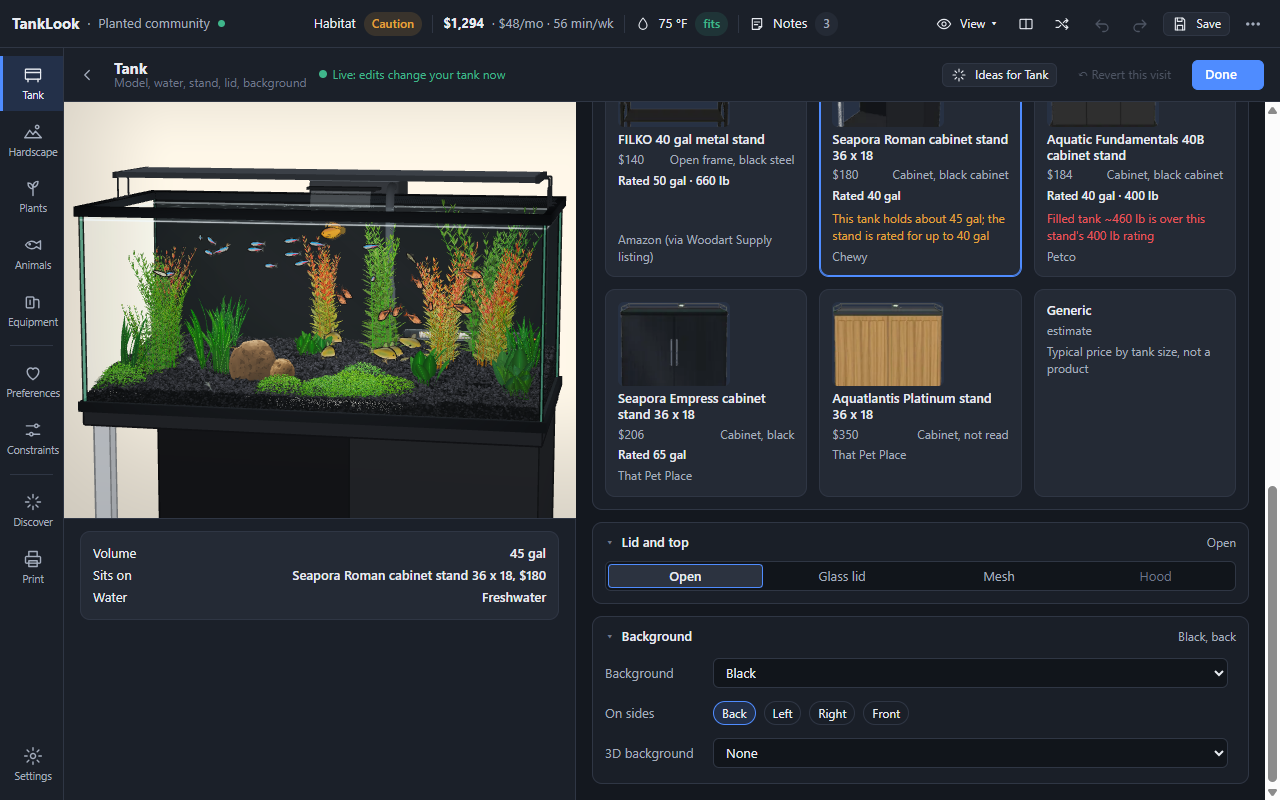 TankLook · Planted community
Habitat Caution $1,294 · $48/mo · 56 min/wk 75 °F fits Notes 3 View Save
Tank
Hardscape
Plants
Animals
Equipment
Preferences
Constraints
Discover
Print
Settings
Tank
Model, water, stand, lid, background
Live: edits change your tank now
Ideas for Tank
Revert this visit
Done
Volume 45 gal
Sits on Seapora Roman cabinet stand 36 x 18, $180
Water Freshwater
FILKO 40 gal metal stand
$140 Open frame, black steel
Rated 50 gal · 660 lb
Amazon (via Woodart Supply
listing)
Seapora Roman cabinet stand
36 x 18
$180 Cabinet, black cabinet
Rated 40 gal
This tank holds about 45 gal; the
stand is rated for up to 40 gal
Chewy
Aquatic Fundamentals 40B
cabinet stand
$184 Cabinet, black cabinet
Rated 40 gal · 400 lb
Filled tank ~460 lb is over this
stand's 400 lb rating
Petco
Seapora Empress cabinet
stand 36 x 18
$206 Cabinet, black
Rated 65 gal
That Pet Place
Aquatlantis Platinum stand
36 x 18
$350 Cabinet, not read
That Pet Place
Generic
estimate
Typical price by tank size, not a
product
Lid and top Open
Open Glass lid Mesh Hood
Background Black, back
Background Black
On sides Back Left Right Front
3D background None